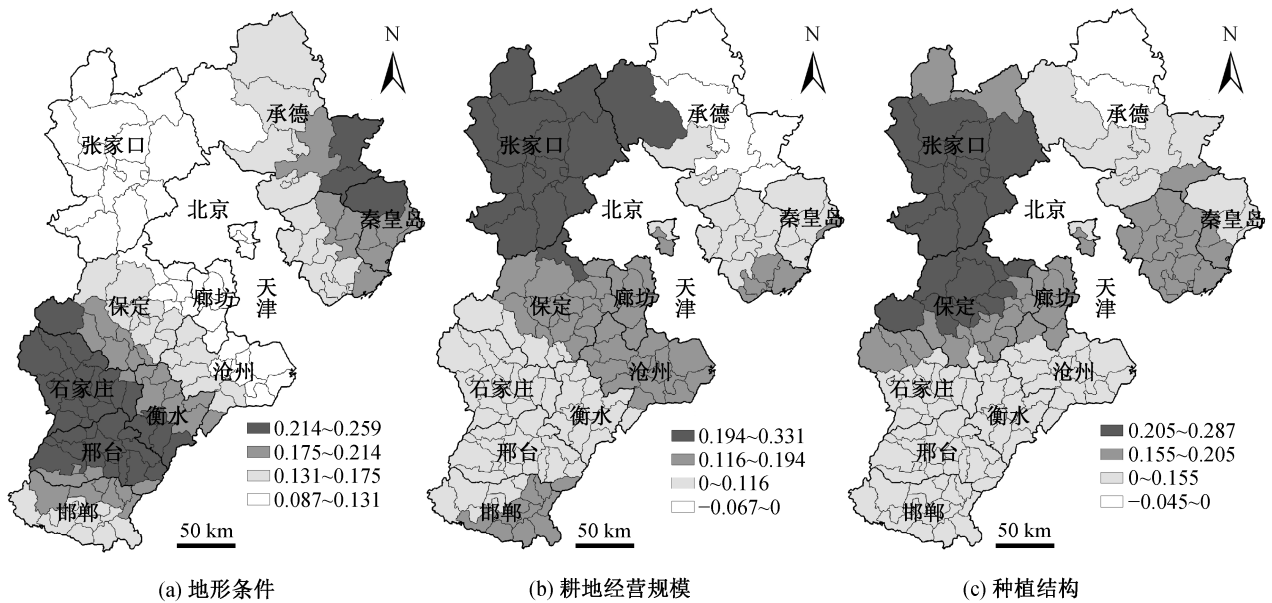 N
承德
张家口
北京
秦皇岛
天津
廊坊
保定
沧州
石家庄
衡水
邢台
邯郸
0.214~0.259
0.175~0.214
0.131~0.175
0.087~0.131
50 km
(a) 地形条件
N
承德
张家口
北京
秦皇岛
天津
廊坊
保定
沧州
石家庄
衡水
邢台
邯郸
0.194~0.331
0.116~0.194
0~0.116
−0.067~0
50 km
(b) 耕地经营规模
N
承德
张家口
北京
秦皇岛
天津
廊坊
保定
沧州
石家庄
衡水
邢台
邯郸
0.205~0.287
0.155~0.205
0~0.155
−0.045~0
50 km
(c) 种植结构